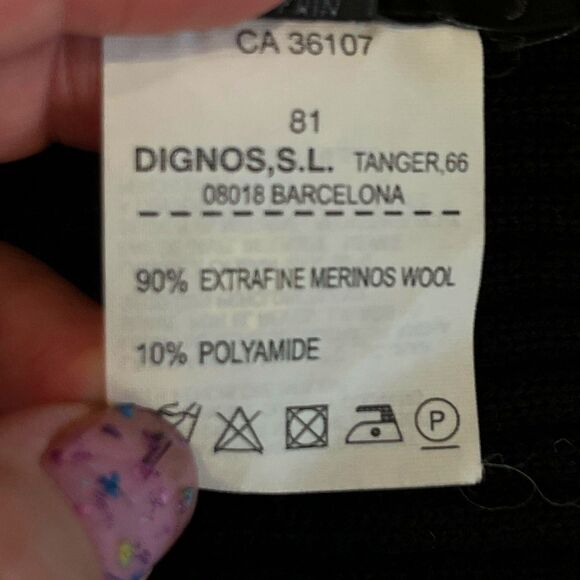 CA 36107
81
DIGNOS,S.L. TANGER,66
08018 BARCELONA
90% EXTRAFINE MERINOS WOOL
10% POLYAMIDE
P